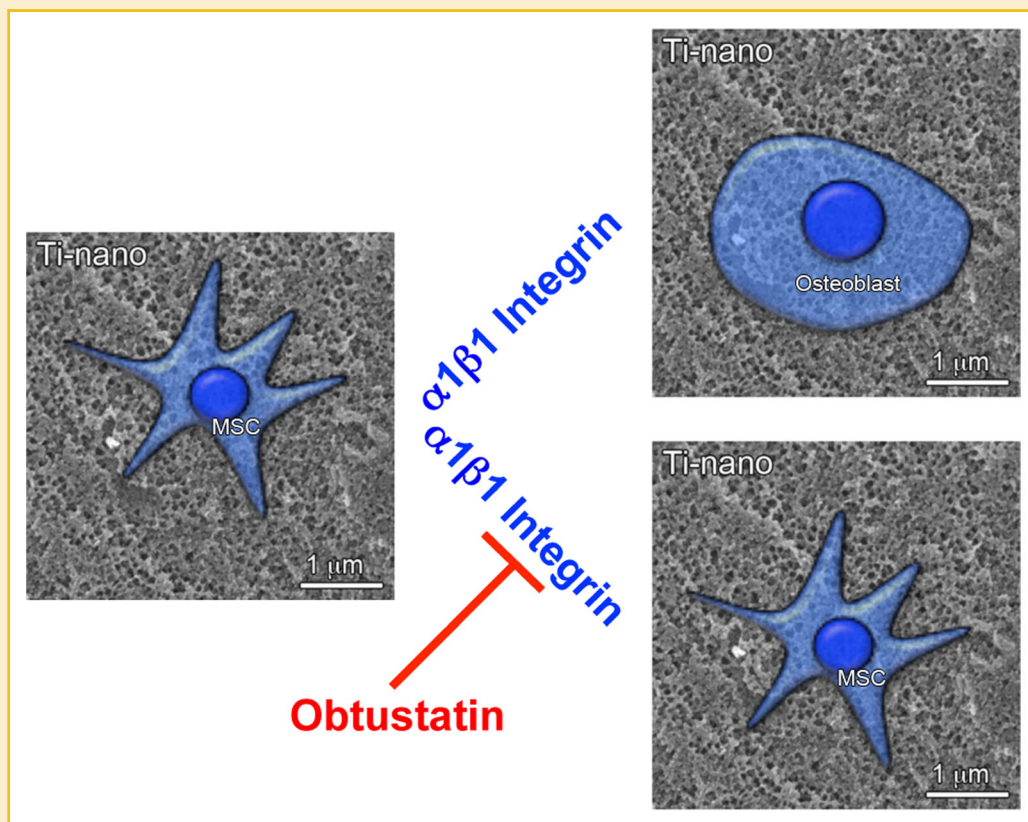 Ti-nano
MSC
1 μm
α1β1 Integrin
α1β1 Integrin
Obtustatin
Ti-nano
Osteoblast
1 μm
Ti-nano
MSC
1 μm